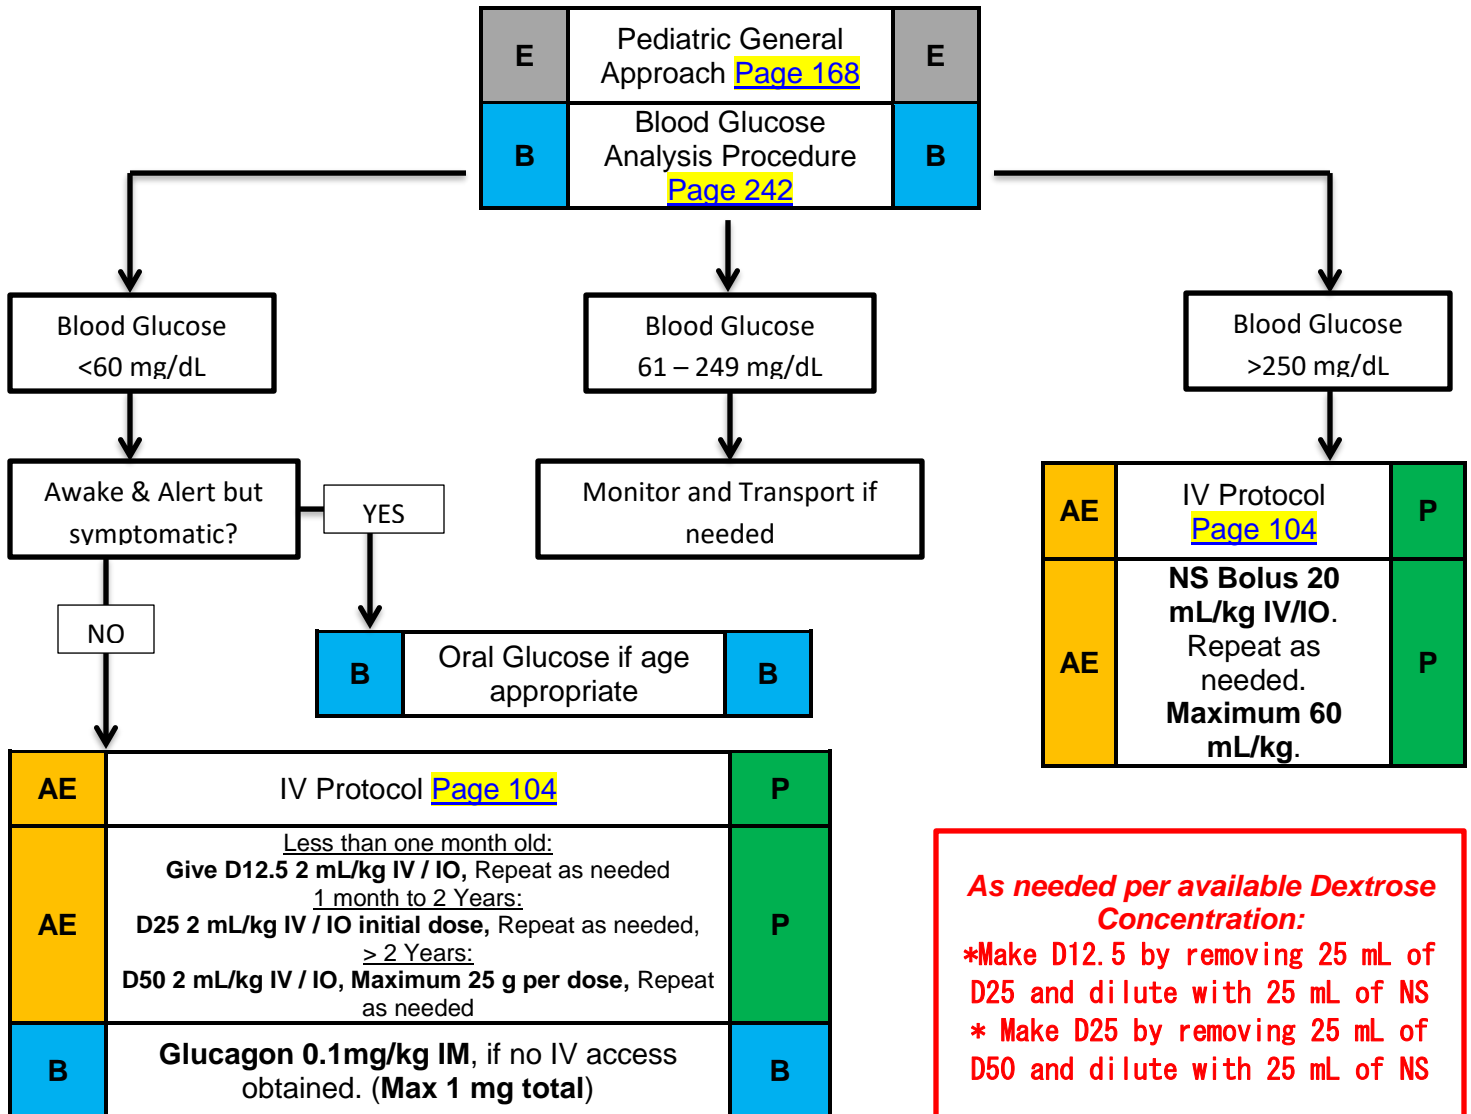 E
Pediatric General
Approach Page 168
E
B
Blood Glucose
Analysis Procedure
Page 242
B
Blood Glucose
<60 mg/dL
Blood Glucose
61 – 249 mg/dL
Blood Glucose
>250 mg/dL
Awake & Alert but
symptomatic?
YES
NO
Monitor and Transport if
needed
B
Oral Glucose if age
appropriate
B
AE
IV Protocol
Page 104
P
AE
NS Bolus 20
mL/kg IV/IO.
Repeat as
needed.
Maximum 60
mL/kg.
P
AE
IV Protocol Page 104
P
AE
Less than one month old:
Give D12.5 2 mL/kg IV / IO, Repeat as needed
1 month to 2 Years:
D25 2 mL/kg IV / IO initial dose, Repeat as needed,
> 2 Years:
D50 2 mL/kg IV / IO, Maximum 25 g per dose, Repeat
as needed
P
B
Glucagon 0.1mg/kg IM, if no IV access
obtained. (Max 1 mg total)
B
As needed per available Dextrose
Concentration:
*Make D12.5 by removing 25 mL of
D25 and dilute with 25 mL of NS
* Make D25 by removing 25 mL of
D50 and dilute with 25 mL of NS